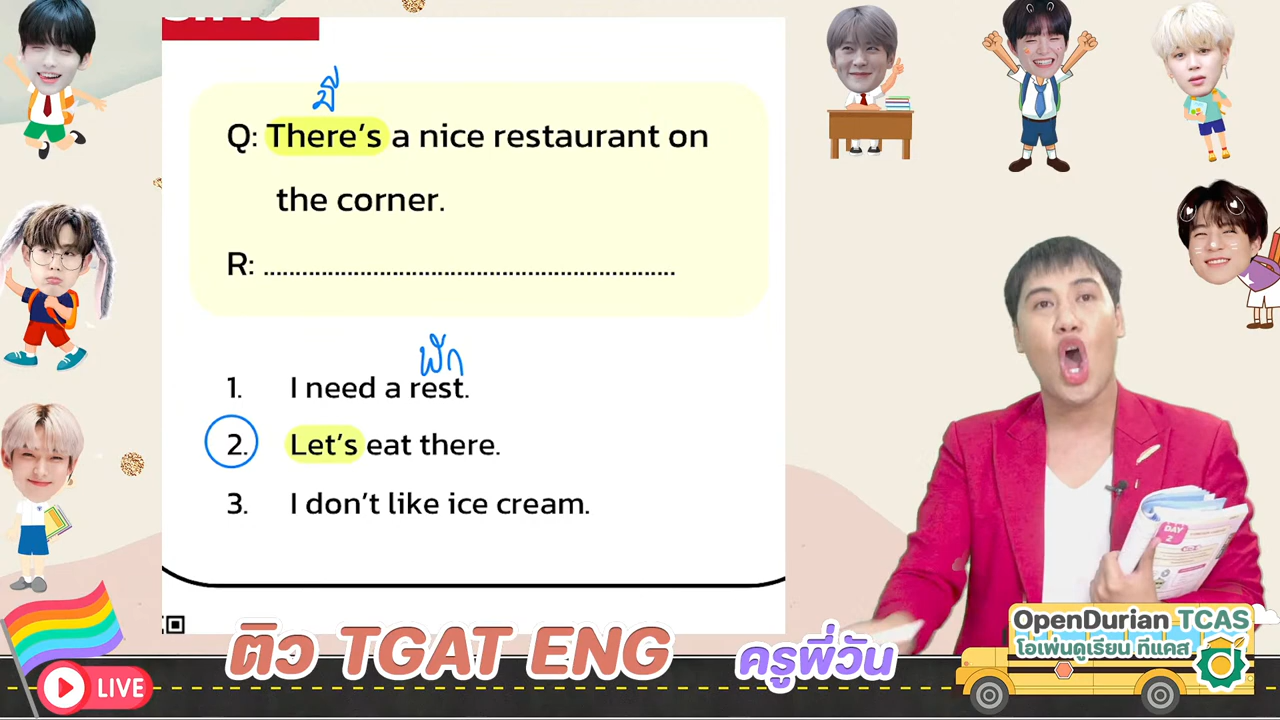 มี
Q: There's a nice restaurant on
the corner.
R: ................................................................
พัก
1. I need a rest.
2. Let's eat there.
3. I don't like ice cream.
DAY
2
ติว TGAT ENG
ครูพี่วัน
OpenDurian TCAS
โอเพ่นดูเรียน ทีแคส
LIVE